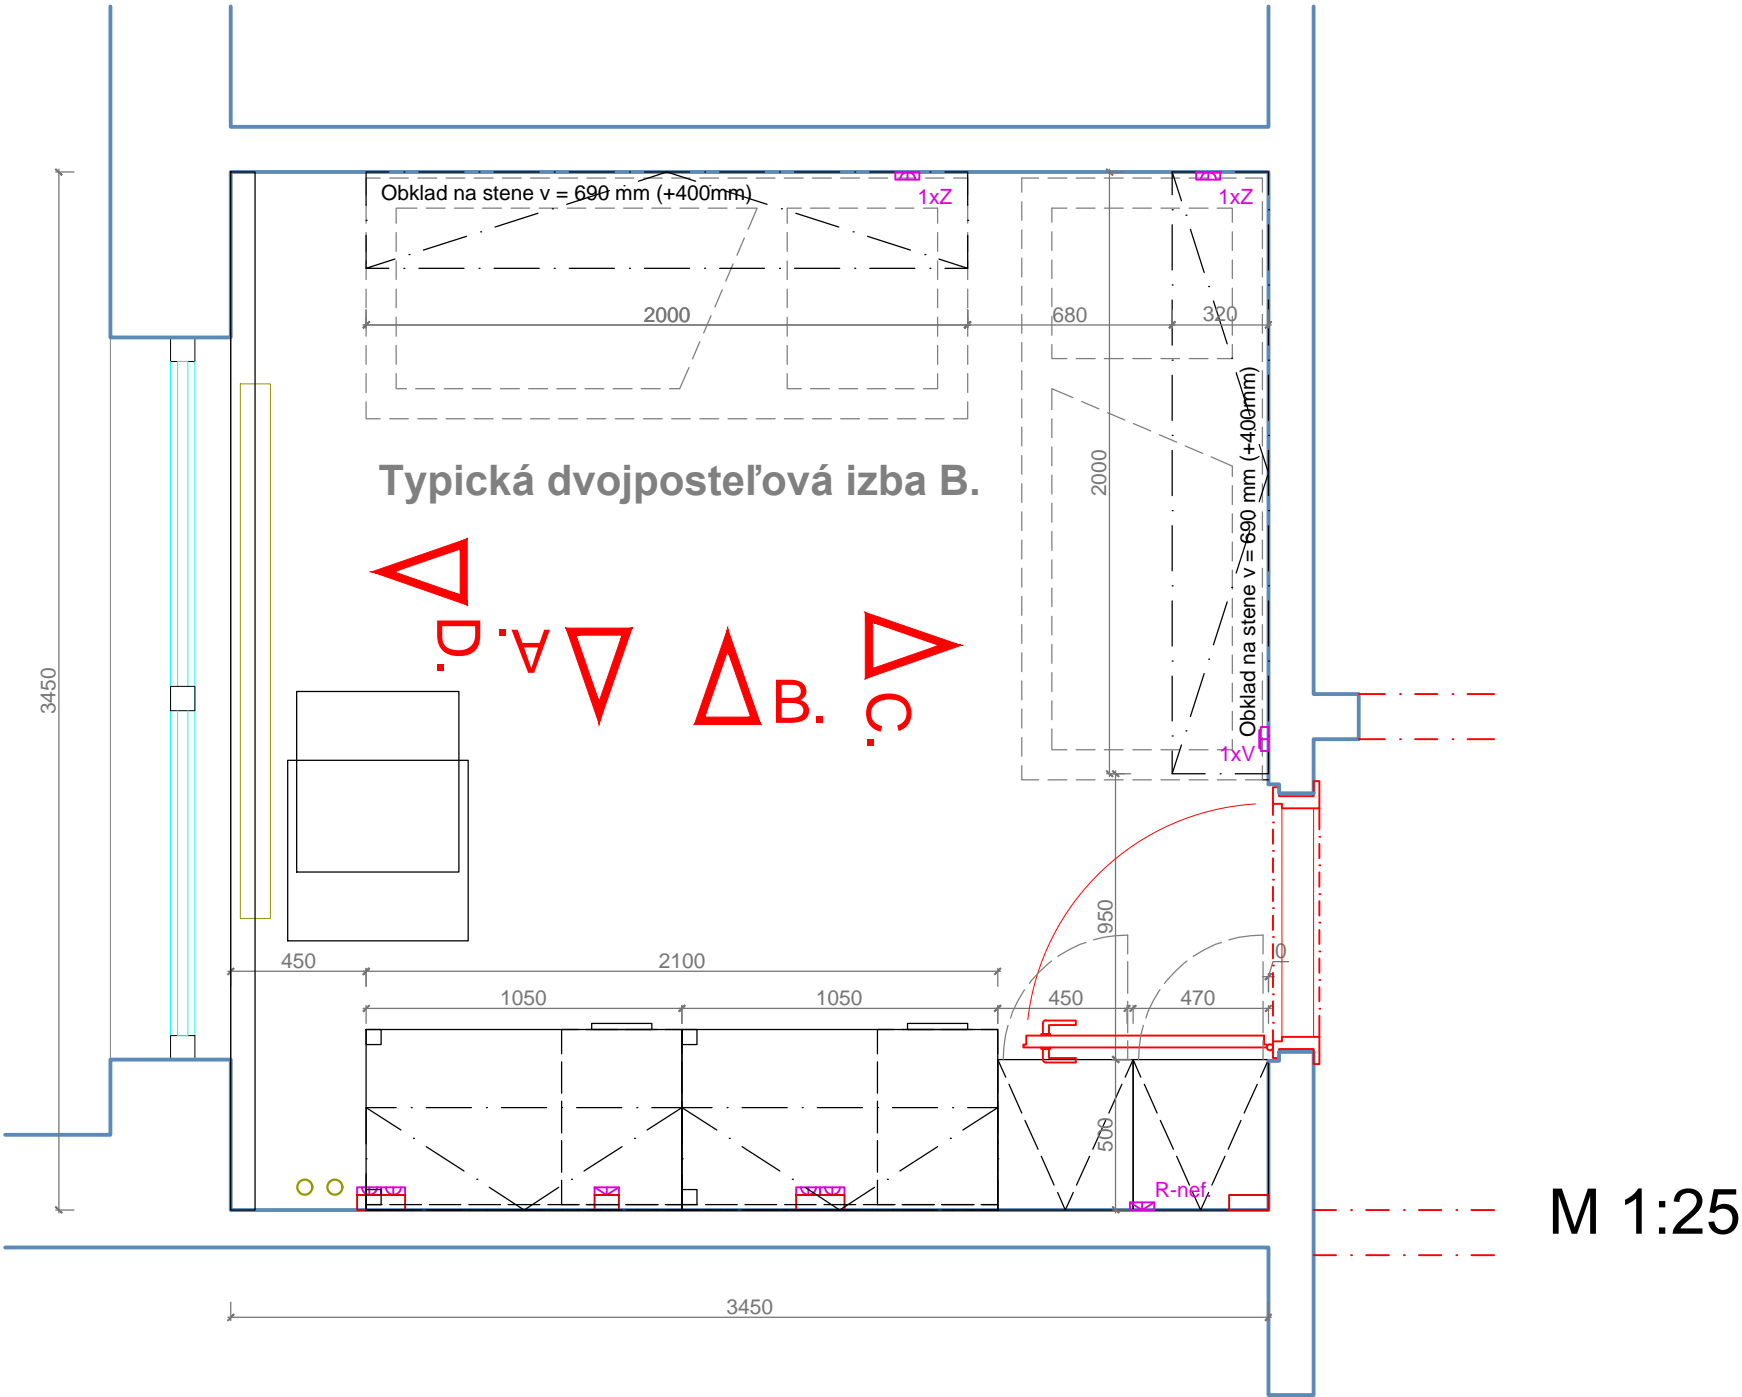 Obklad na stene v = 690 mm (+400mm)
1xZ
1xZ
2000
680
320
Obklad na stene v = 690 mm (+400mm)
2000
Typická dvojposteľová izba B.
D.
A.
B.
C.
3450
1xV
950
450
2100
0
1050
1050
450
470
500
R-nef.
M 1:25
3450